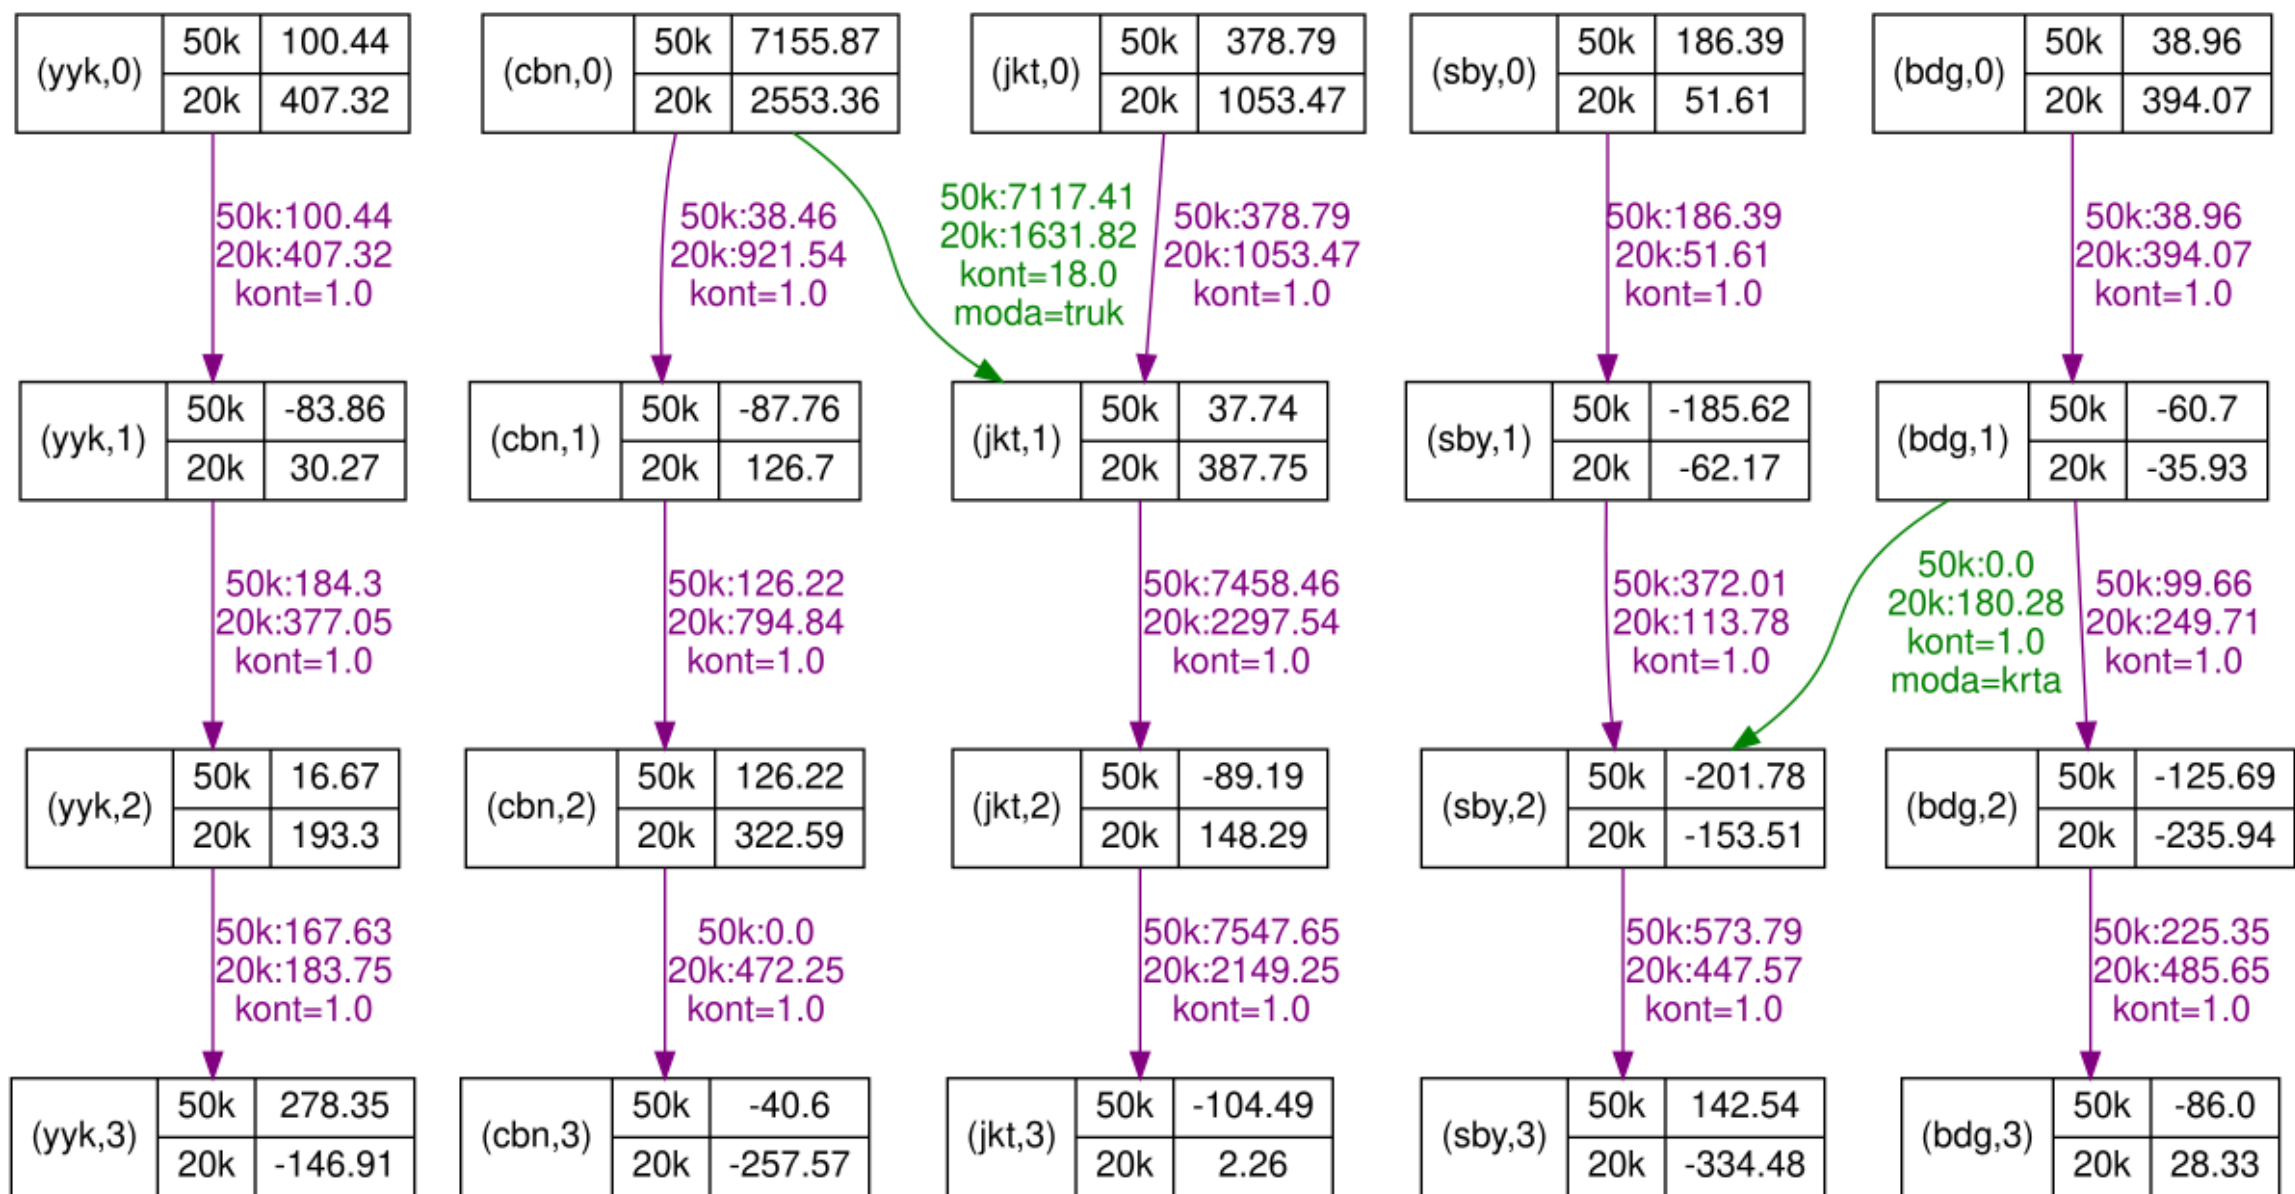 (yyk,0) 50k 100.44
20k 407.32
(cbn,0) 50k 7155.87
20k 2553.36
(jkt,0) 50k 378.79
20k 1053.47
(sby,0) 50k 186.39
20k 51.61
(bdg,0) 50k 38.96
20k 394.07
50k:100.44
20k:407.32
kont=1.0
50k:38.46
20k:921.54
kont=1.0
50k:7117.41
20k:1631.82
kont=18.0
moda=truk
50k:378.79
20k:1053.47
kont=1.0
50k:186.39
20k:51.61
kont=1.0
50k:38.96
20k:394.07
kont=1.0
(yyk,1) 50k -83.86
20k 30.27
(cbn,1) 50k -87.76
20k 126.7
(jkt,1) 50k 37.74
20k 387.75
(sby,1) 50k -185.62
20k -62.17
(bdg,1) 50k -60.7
20k -35.93
50k:184.3
20k:377.05
kont=1.0
50k:126.22
20k:794.84
kont=1.0
50k:7458.46
20k:2297.54
kont=1.0
50k:372.01
20k:113.78
kont=1.0
50k:0.0
20k:180.28
kont=1.0
moda=krta
50k:99.66
20k:249.71
kont=1.0
(yyk,2) 50k 16.67
20k 193.3
(cbn,2) 50k 126.22
20k 322.59
(jkt,2) 50k -89.19
20k 148.29
(sby,2) 50k -201.78
20k -153.51
(bdg,2) 50k -125.69
20k -235.94
50k:167.63
20k:183.75
kont=1.0
50k:0.0
20k:472.25
kont=1.0
50k:7547.65
20k:2149.25
kont=1.0
50k:573.79
20k:447.57
kont=1.0
50k:225.35
20k:485.65
kont=1.0
(yyk,3) 50k 278.35
20k -146.91
(cbn,3) 50k -40.6
20k -257.57
(jkt,3) 50k -104.49
20k 2.26
(sby,3) 50k 142.54
20k -334.48
(bdg,3) 50k -86.0
20k 28.33